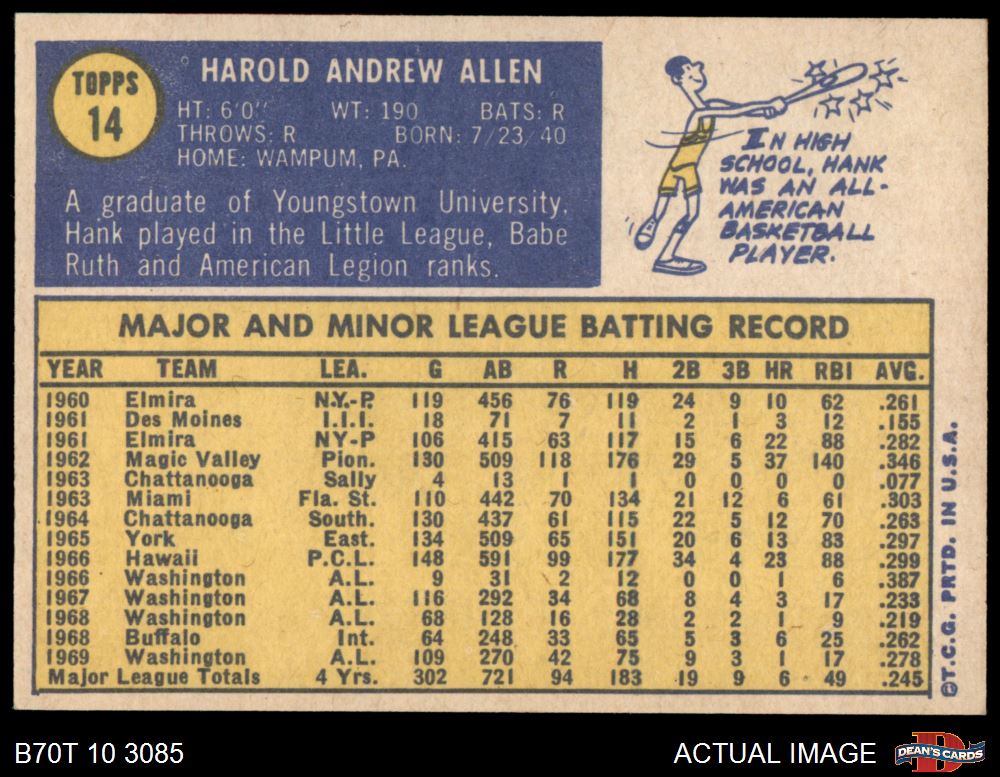 TOPPS
14
HAROLD ANDREW ALLEN
HT: 6'0" WT: 190 BATS: R
THROWS: R BORN: 7/23/40
HOME: WAMPUM, PA.
A graduate of Youngstown University,
Hank played in the Little League, Babe
Ruth and American Legion ranks.
IN HIGH
SCHOOL, HANK
WAS AN ALL-
AMERICAN
BASKETBALL
PLAYER.
MAJOR AND MINOR LEAGUE BATTING RECORD
YEAR TEAM LEA. G AB R H 2B 3B HR RBI AVG.
1960 Elmira N.Y.-P. 119 456 76 119 24 9 10 62 .261
1961 Des Moines I.I.I. 18 71 7 11 2 1 3 12 .155
1961 Elmira NY-P 106 415 63 117 15 6 22 88 .282
1962 Magic Valley Pion. 130 509 118 176 29 5 37 140 .346
1963 Chattanooga Sally 4 13 1 1 0 0 0 0 .077
1963 Miami Fla. St. 110 442 70 134 21 12 6 61 .303
1964 Chattanooga South. 130 437 61 115 22 5 12 70 .263
1965 York East. 134 509 65 151 20 6 13 83 .297
1966 Hawaii P.C.L. 148 591 99 177 34 4 23 88 .299
1966 Washington A.L. 9 31 2 12 0 0 1 6 .387
1967 Washington A.L. 116 292 34 68 8 4 3 17 .233
1968 Washington A.L. 68 128 16 28 2 2 1 9 .219
1968 Buffalo Int. 64 248 33 65 5 3 6 25 .262
1969 Washington A.L. 109 270 42 75 9 3 1 17 .278
Major League Totals 4 Yrs. 302 721 94 183 19 9 6 49 .245
©T.C.G. PRTD. IN U.S.A.
B70T 10 3085
ACTUAL IMAGE
DEAN'S CARDS